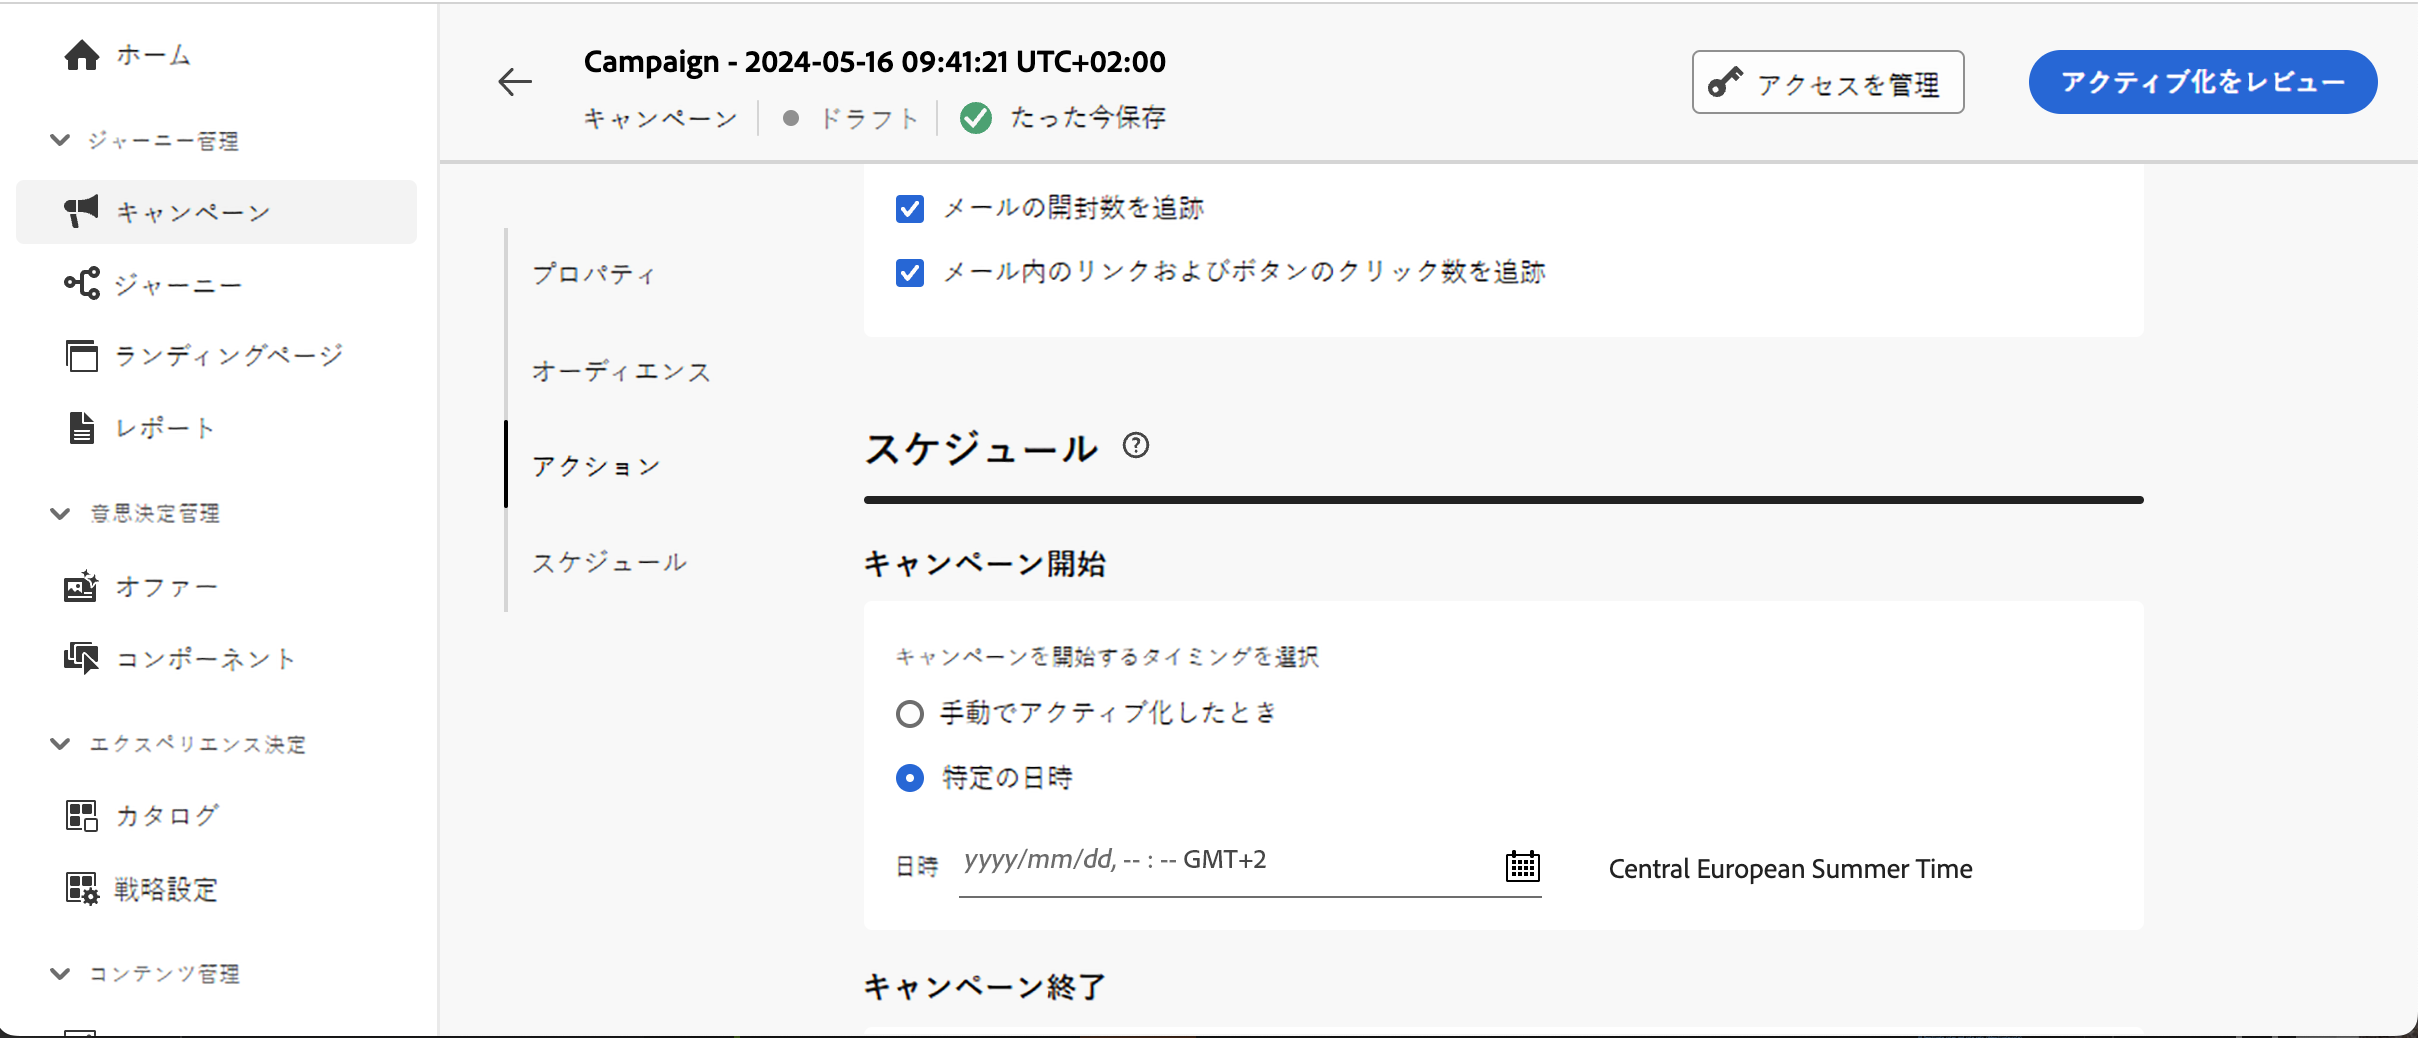 ホーム
ジャーニー管理
キャンペーン
ジャーニー
ランディングページ
レポート
意思決定管理
オファー
コンポーネント
エクスペリエンス決定
カタログ
戦略設定
コンテンツ管理
Campaign - 2024-05-16 09:41:21 UTC+02:00
キャンペーン ドラフト たった今保存
アクセスを管理
アクティブ化をレビュー
プロパティ
オーディエンス
アクション
スケジュール
メールの開封数を追跡
メール内のリンクおよびボタンのクリック数を追跡
スケジュール
キャンペーン開始
キャンペーンを開始するタイミングを選択
手動でアクティブ化したとき
特定の日時
日時 yyyy/mm/dd, -- : -- GMT+2 Central European Summer Time
キャンペーン終了